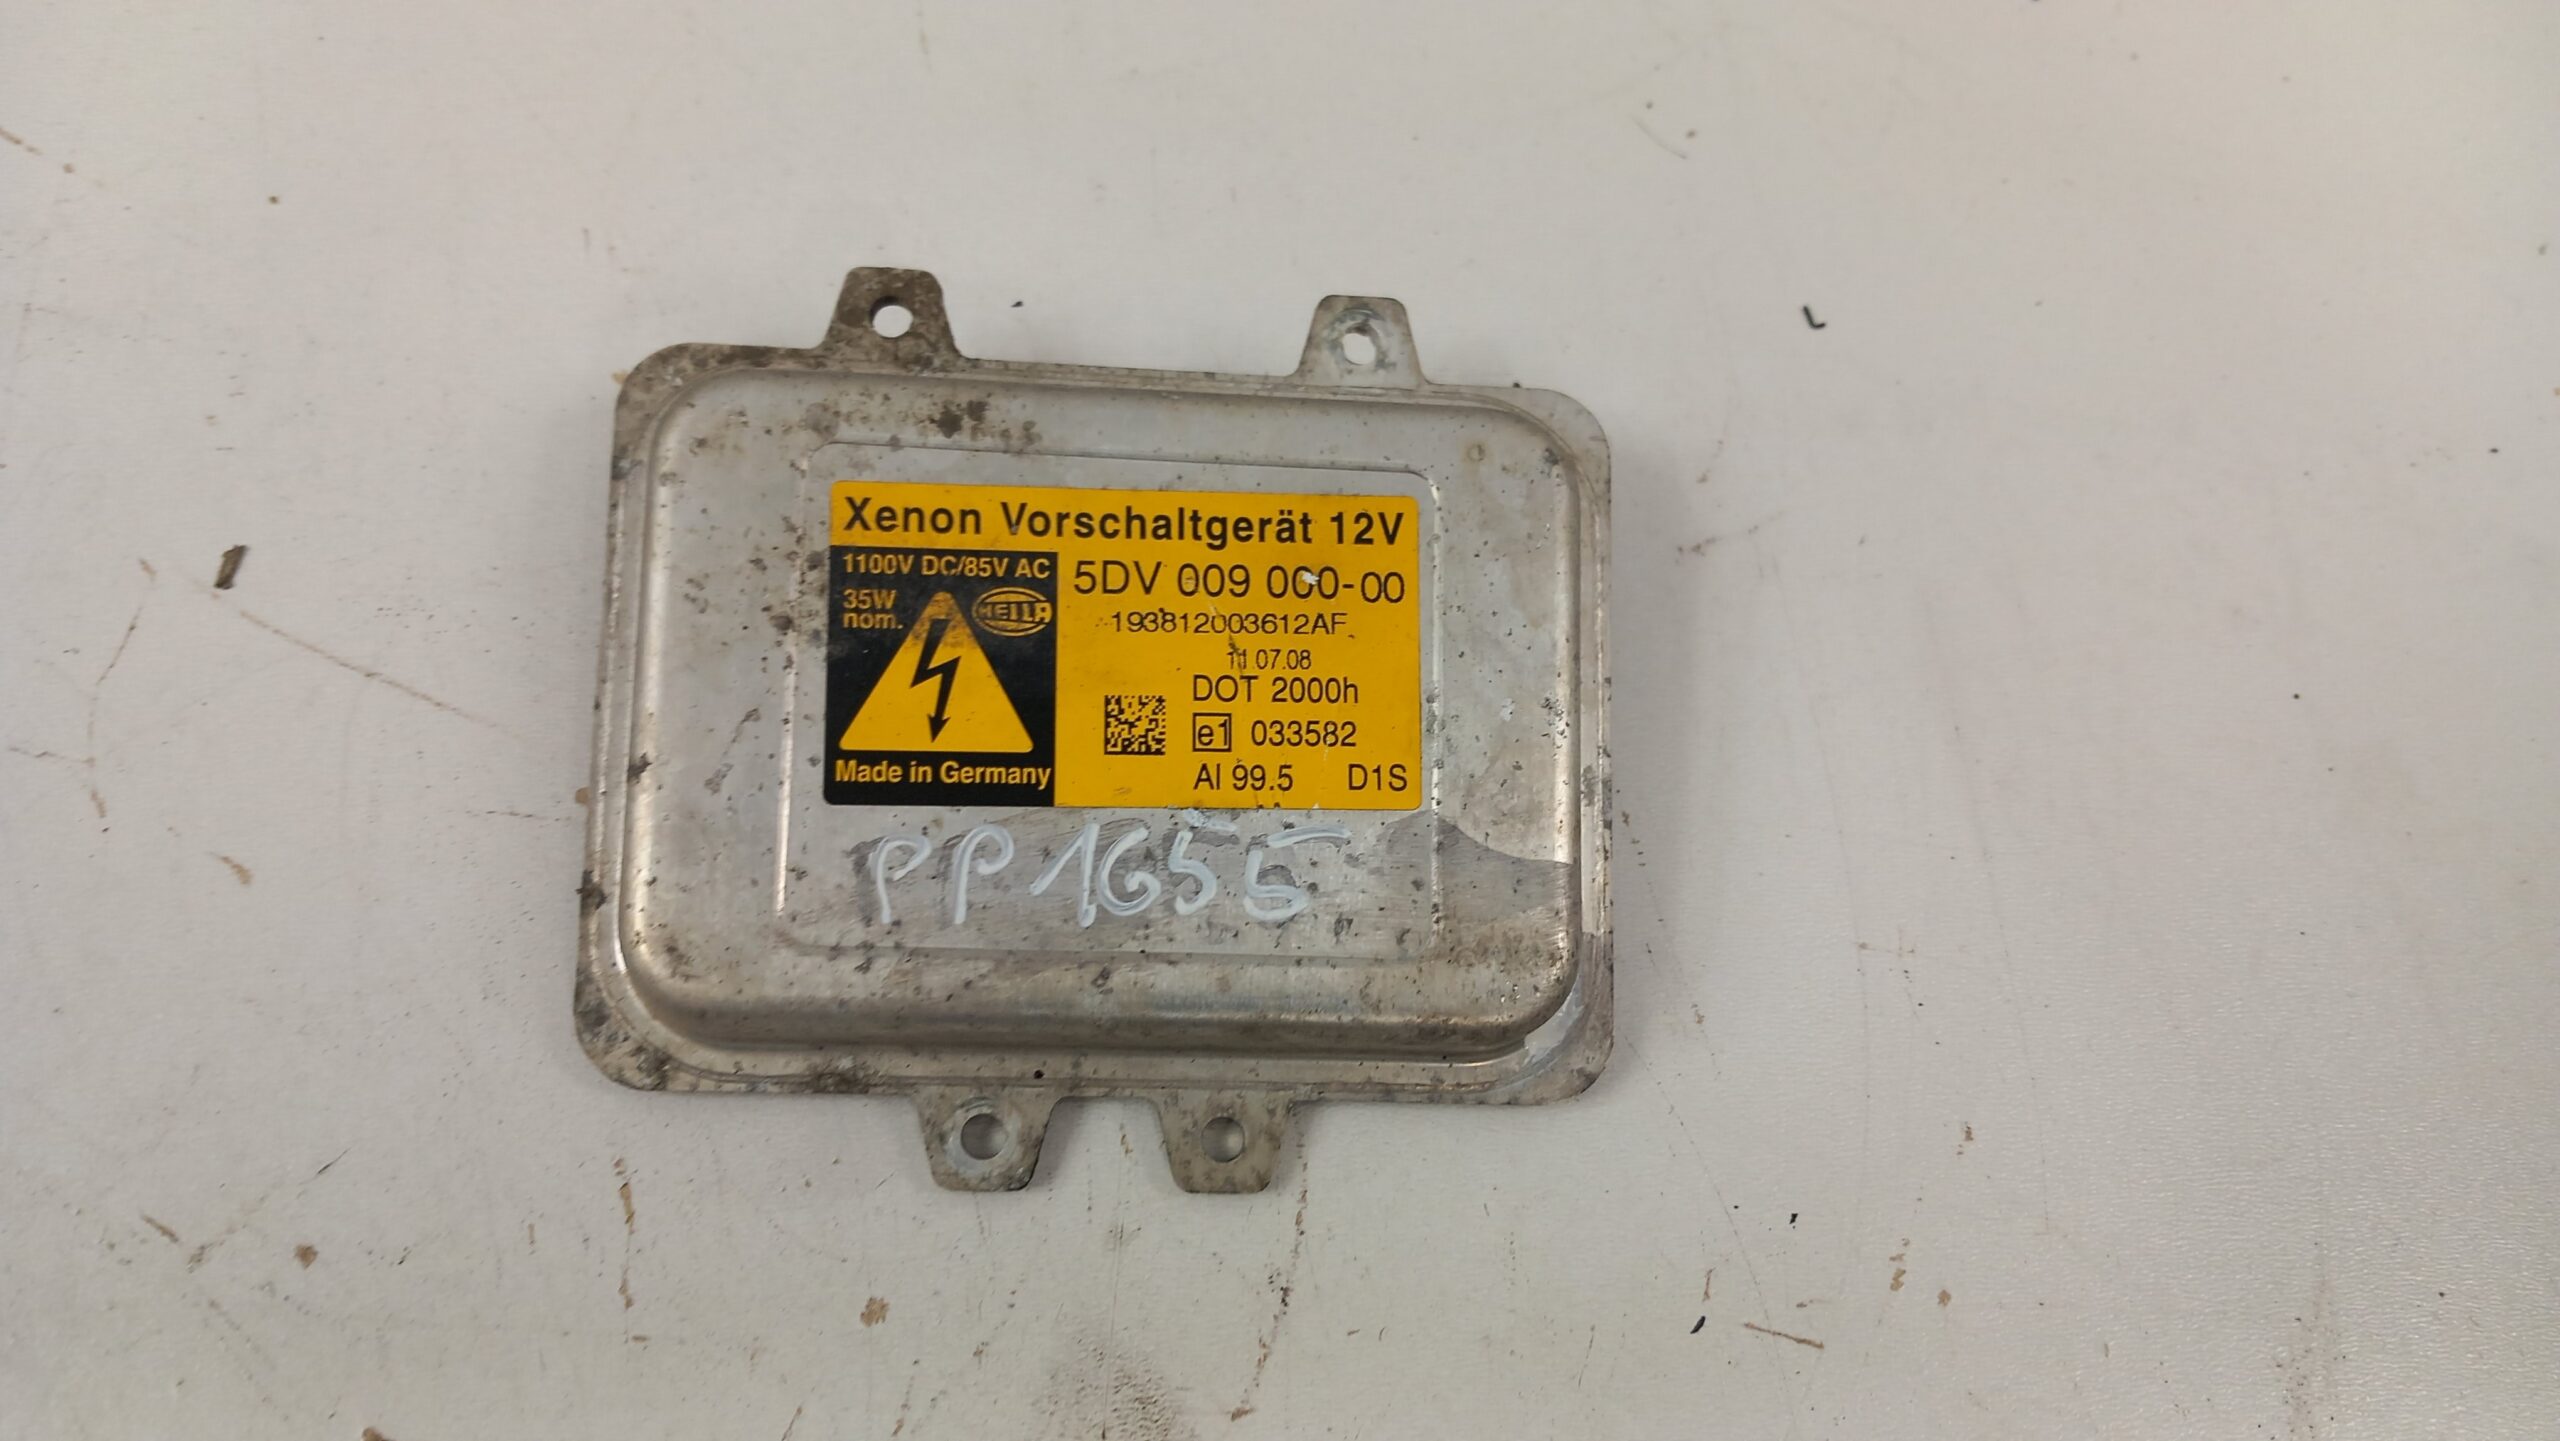 Xenon Vorschaltgerät 12V
1100V DC/85V AC
35W
nom.
HELLA
Made in Germany
5DV 009 000-00
193812003612AF
11.07.08
DOT 2000h
e1 033582
Al 99.5 D1S
PP1655